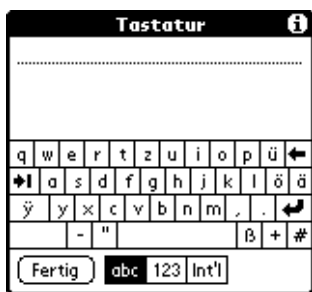 Tastatur i
q w e r t z u i o p ü ←
→| a s d f g h j k l ö ä
ÿ y x c v b n m , . ↵
- " ß + #
Fertig abc 123 Int'l